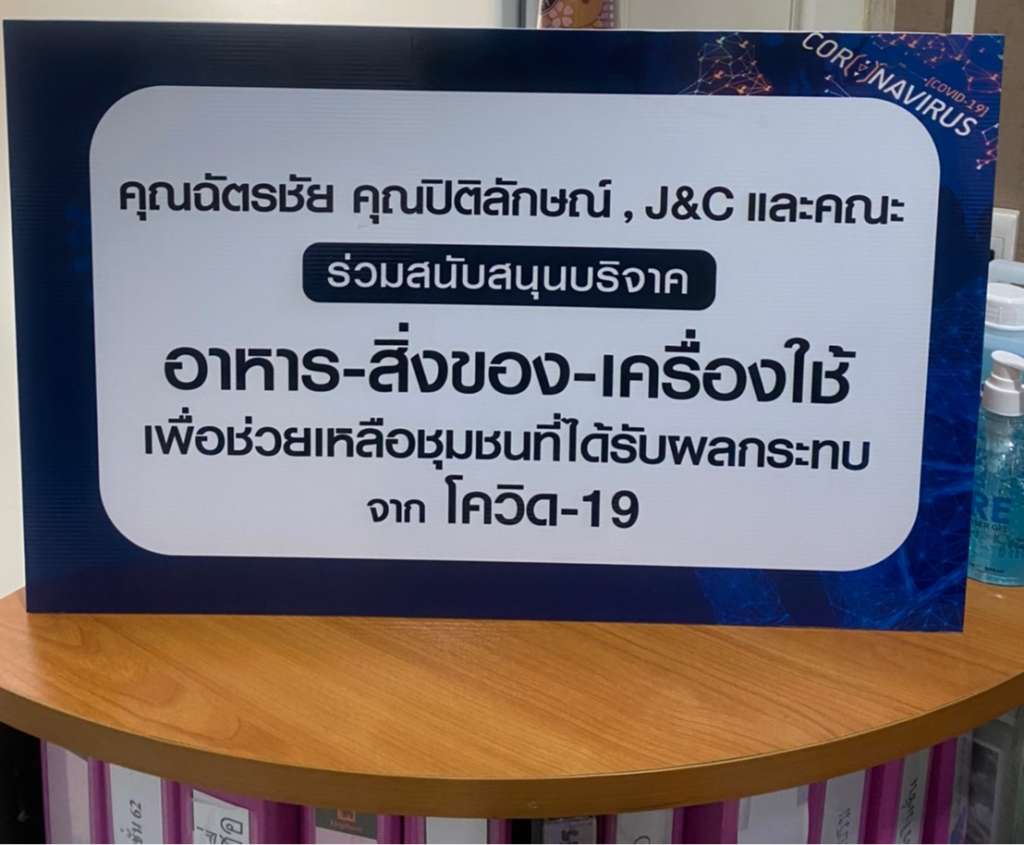 CORONAVIRUS
[COVID-19]
คุณฉัตรชัย คุณปิติลักษณ์ , J&C และคณะ
ร่วมสนับสนุนบริจาค
อาหาร-สิ่งของ-เครื่องใช้
เพื่อช่วยเหลือชุมชนที่ได้รับผลกระทบ
จาก โควิด-19